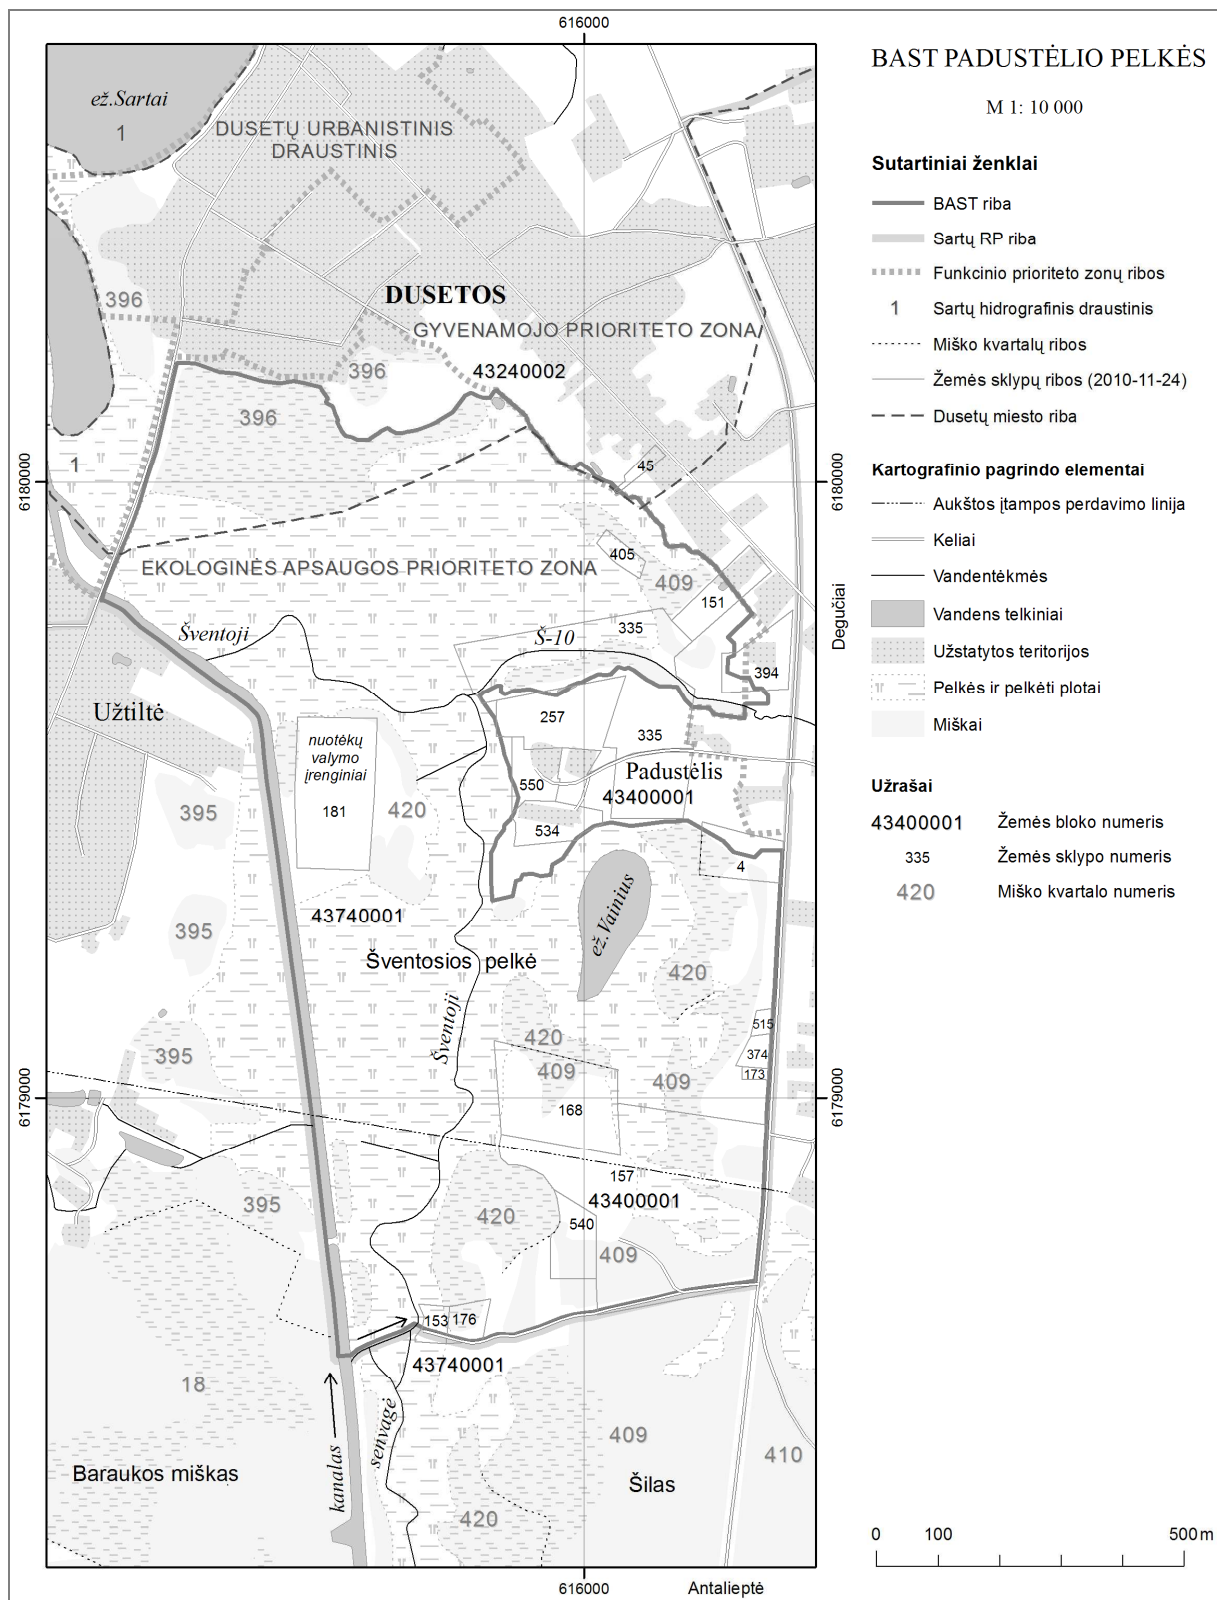 616000
ež.Sartai
1
DUSETŲ URBANISTINIS
DRAUSTINIS
396
DUSETOS
GYVENAMOJO PRIORITETO ZONA
396
43240002
396
1
45
6180000
6180000
405
EKOLOGINĖS APSAUGOS PRIORITETO ZONA
409
151
Degučiai
Šventoji
Š-10
335
394
Užtiltė
257
335
nuotėkų
valymo
įrenginiai
181
550
Padustėlis
43400001
395
420
534
4
43740001
ež.Vainius
395
Šventosios pelkė
420
515
Šventoji
420
374
395
409
409
173
6179000
6179000
168
157
43400001
395
420
540
409
153
176
43740001
18
senvagė
409
410
Baraukos miškas
kanalas
Šilas
420
616000
Antalieptė
BAST PADUSTĖLIO PELKĖS
M 1: 10 000
Sutartiniai ženklai
BAST riba
Sartų RP riba
Funkcinio prioriteto zonų ribos
1 Sartų hidrografinis draustinis
Miško kvartalų ribos
Žemės sklypų ribos (2010-11-24)
Dusetų miesto riba
Kartografinio pagrindo elementai
Aukštos įtampos perdavimo linija
Keliai
Vandentėkmės
Vandens telkiniai
Užstatytos teritorijos
Pelkės ir pelkėti plotai
Miškai
Užrašai
43400001 Žemės bloko numeris
335 Žemės sklypo numeris
420 Miško kvartalo numeris
0 100 500 m